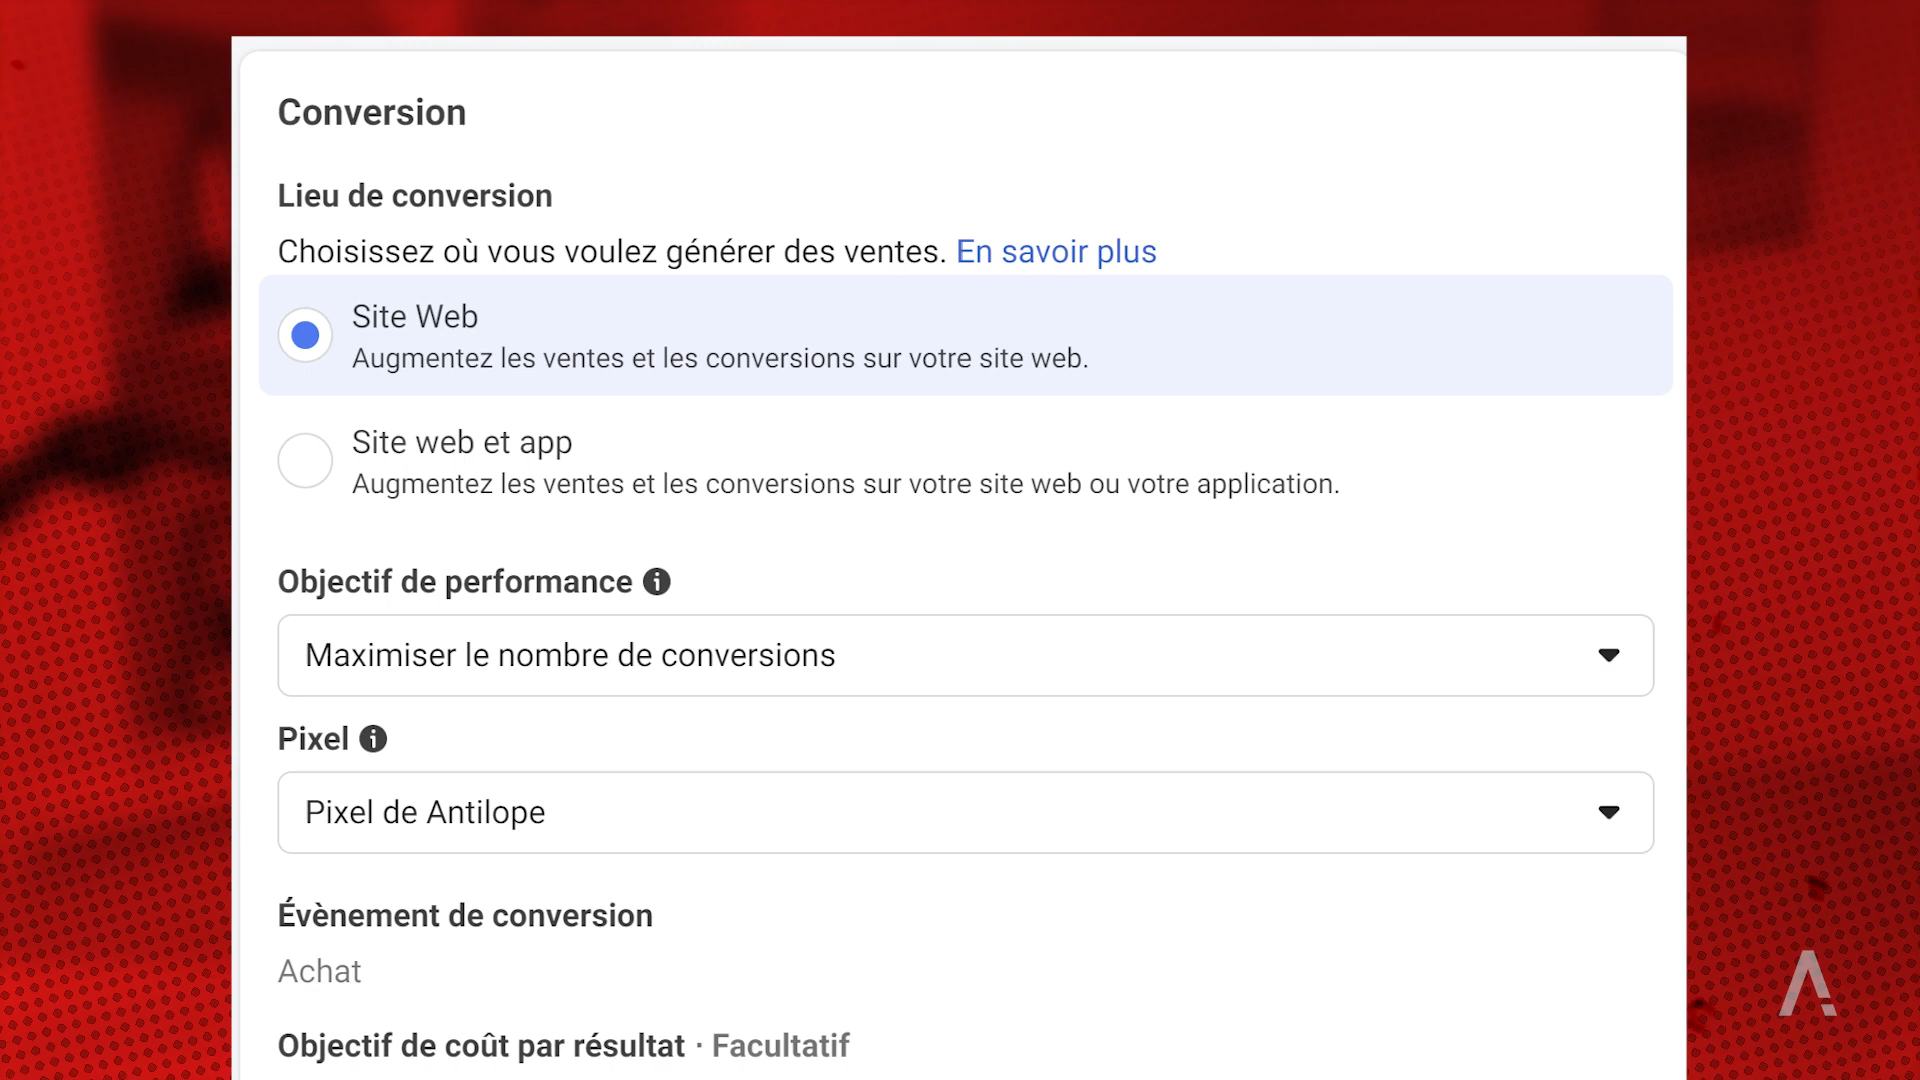 Conversion
Lieu de conversion
Choisissez où vous voulez générer des ventes. En savoir plus
Site Web
Augmentez les ventes et les conversions sur votre site web.
Site web et app
Augmentez les ventes et les conversions sur votre site web ou votre application.
Objectif de performance
Maximiser le nombre de conversions
Pixel
Pixel de Antilope
Évènement de conversion
Achat
Objectif de coût par résultat · Facultatif